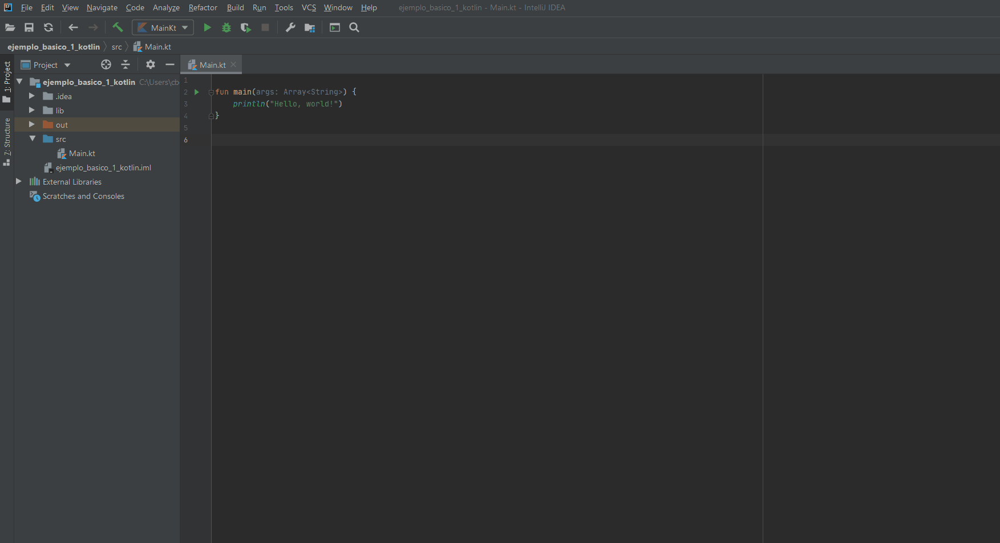 File Edit View Navigate Code Analyze Refactor Build Run Tools VCS Window Help ejemplo_basico_1_kotlin - Main.kt - IntelliJ IDEA
MainKt
ejemplo_basico_1_kotlin src Main.kt
1: Project
7: Structure
Project
ejemplo_basico_1_kotlin C:\Users\cb
.idea
lib
out
src
Main.kt
ejemplo_basico_1_kotlin.iml
External Libraries
Scratches and Consoles
Main.kt
1
2 fun main(args: Array<String>) {
3     println("Hello, world!")
4 }
5
6